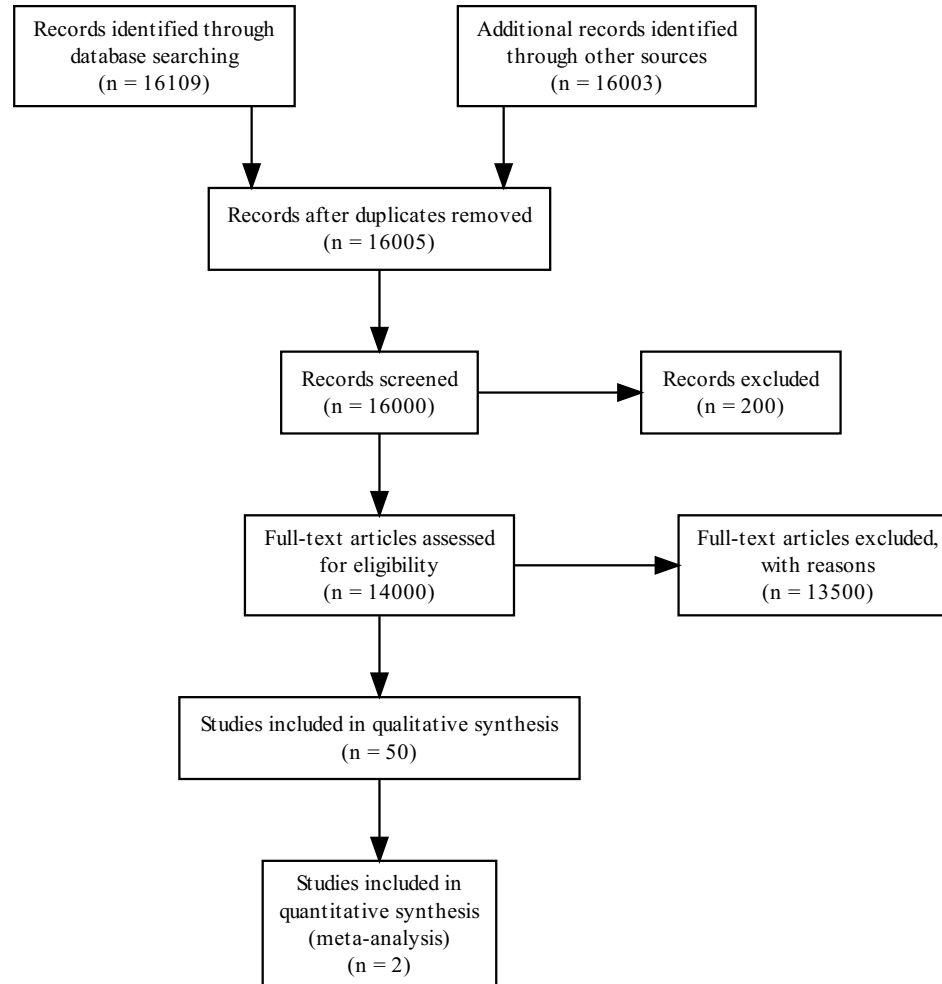 Records identified through
database searching
(n = 16109)
Additional records identified
through other sources
(n = 16003)
Records after duplicates removed
(n = 16005)
Records screened
(n = 16000)
Records excluded
(n = 200)
Full-text articles assessed
for eligibility
(n = 14000)
Full-text articles excluded,
with reasons
(n = 13500)
Studies included in qualitative synthesis
(n = 50)
Studies included in
quantitative synthesis
(meta-analysis)
(n = 2)